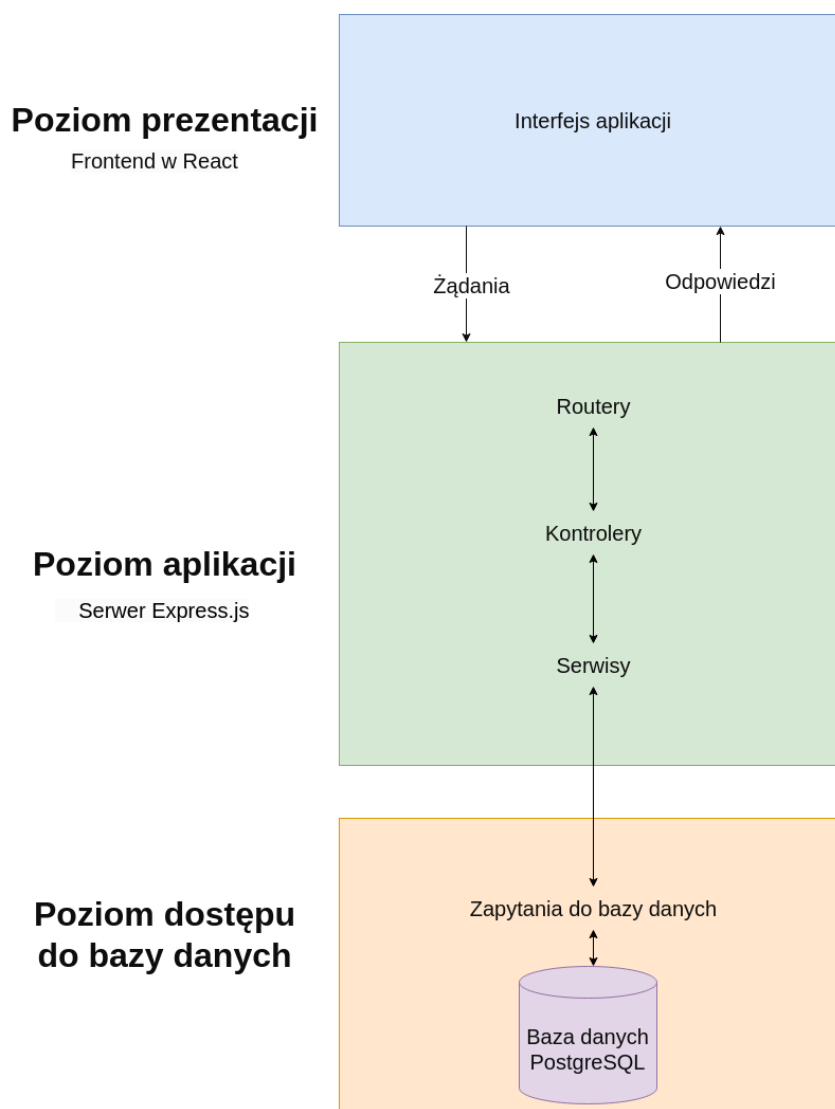 Poziom prezentacji
Frontend w React
Interfejs aplikacji
Żądania
Odpowiedzi
Poziom aplikacji
Serwer Express.js
Routery
Kontrolery
Serwisy
Poziom dostępu
do bazy danych
Zapytania do bazy danych
Baza danych
PostgreSQL